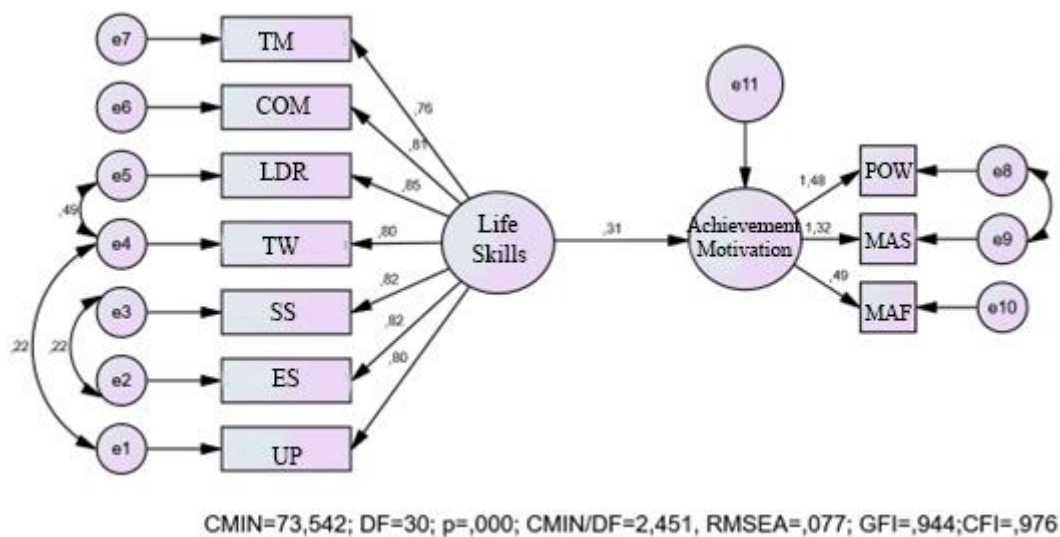 e7
TM
,76
e6
COM
,81
e5
LDR
,85
,49
e4
TW
,80
e3
SS
,82
,22
,22
e2
ES
,82
e1
UP
,80
Life
Skills
,31
e11
Achievement
Motivation
1,48
POW
e8
1,32
MAS
e9
,49
MAF
e10
CMIN=73,542; DF=30; p=,000; CMIN/DF=2,451, RMSEA=,077; GFI=,944;CFI=,976